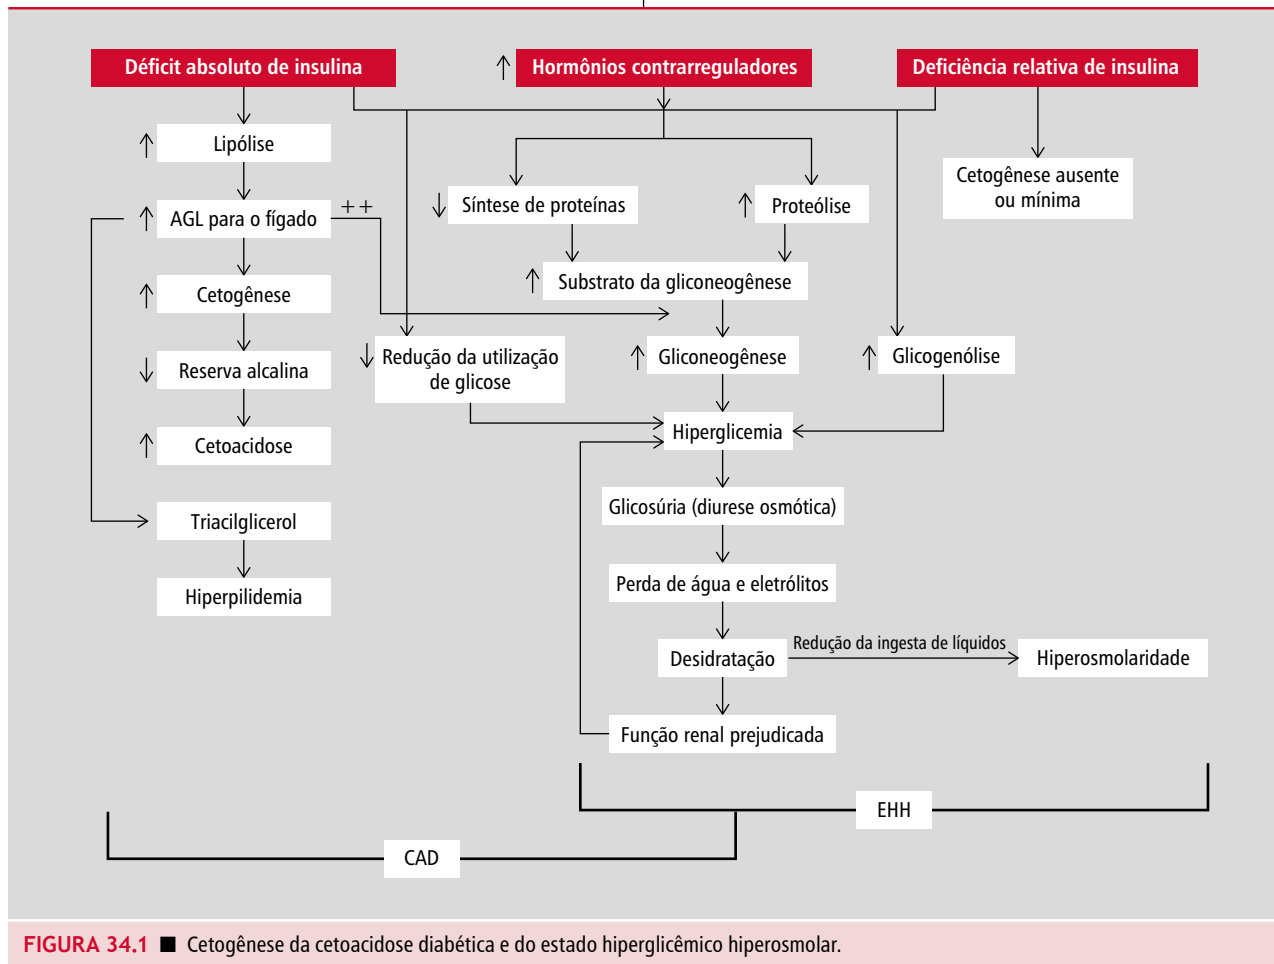 Déficit absoluto de insulina
Hormônios contrarreguladores
Deficiência relativa de insulina
Lipólise
Cetogênese ausente
ou mínima
AGL para o fígado
++
Síntese de proteínas
Proteólise
Substrato da gliconeogênese
Cetogênese
Reserva alcalina
Redução da utilização
de glicose
Gliconeogênese
Glicogenólise
Cetoacidose
Hiperglicemia
Triacilglicerol
Glicosúria (diurese osmótica)
Hiperpilidemia
Perda de água e eletrólitos
Desidratação
Redução da ingesta de líquidos
Hiperosmolaridade
Função renal prejudicada
EHH
CAD
FIGURA 34.1 ■ Cetogênese da cetoacidose diabética e do estado hiperglicêmico hiperosmolar.